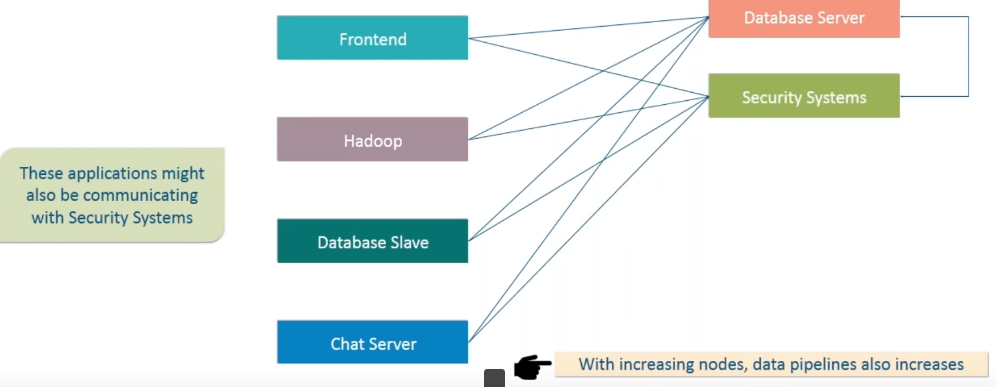 Frontend
Database Server
Security Systems
Hadoop
These applications might
also be communicating
with Security Systems
Database Slave
Chat Server
With increasing nodes, data pipelines also increases